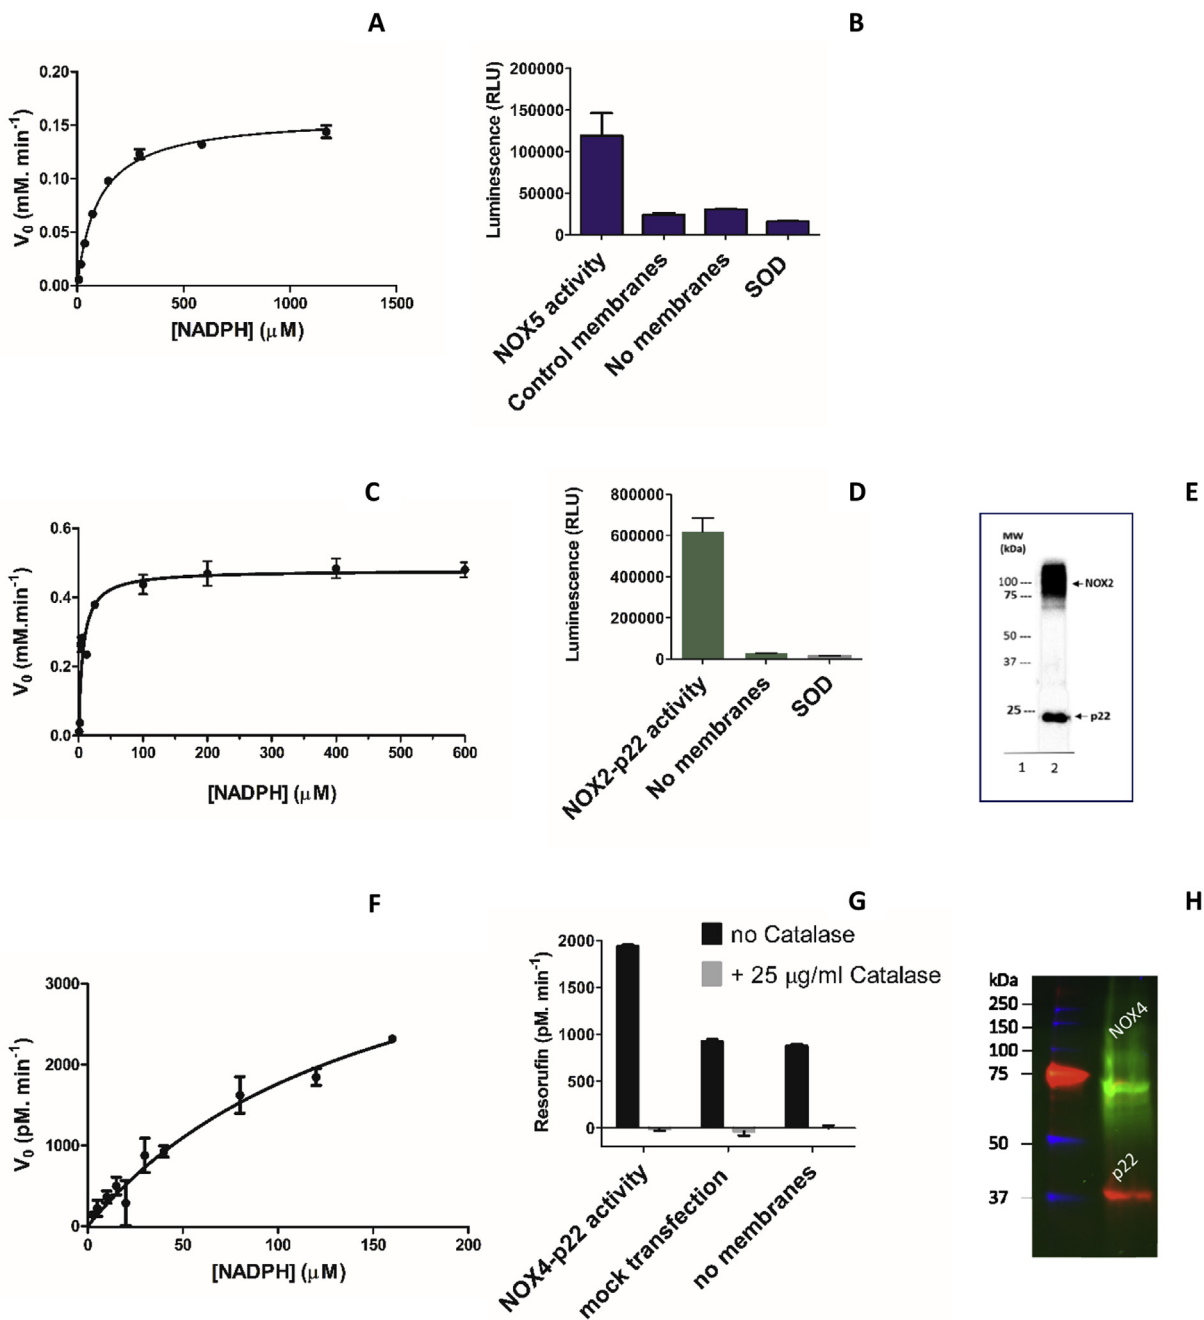 A
B
V0 (mM. min-1)
0.20
0.15
0.10
0.05
0.00
0
500
1000
1500
[NADPH] (μM)
Luminescence (RLU)
200000
150000
100000
50000
0
NOX5 activity
Control membranes
No membranes
SOD
C
D
E
V0 (mM.min-1)
0.6
0.4
0.2
0.0
0
100
200
300
400
500
600
[NADPH] (μM)
Luminescence (RLU)
800000
600000
400000
200000
0
NOX2-p22 activity
No membranes
SOD
MW
(kDa)
100 ---
75 ---
50 ---
37 ---
25 ---
NOX2
p22
1 2
F
G
H
V0 (pM. min-1)
3000
2000
1000
0
0
50
100
150
200
[NADPH] (μM)
Resorufin (pM. min-1)
2000
1500
1000
500
0
no Catalase
+ 25 μg/ml Catalase
NOX4-p22 activity
mock transfection
no membranes
kDa
250
150
100
75
50
37
NOX4
p22